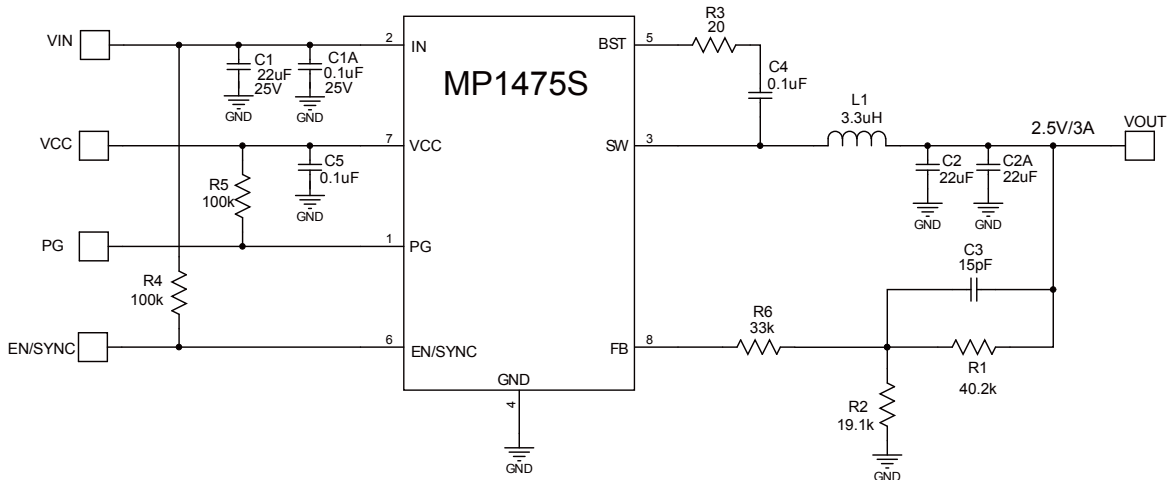 VIN
C1
22uF
25V
GND
C1A
0.1uF
25V
GND
2
IN
MP1475S
BST
5
R3
20
C4
0.1uF
VCC
7
VCC
C5
0.1uF
GND
R5
100k
SW
3
L1
3.3uH
2.5V/3A
VOUT
C2
22uF
GND
C2A
22uF
GND
PG
1
PG
R4
100k
C3
15pF
EN/SYNC
6
EN/SYNC
FB
8
R6
33k
R1
40.2k
R2
19.1k
GND
GND
4
GND